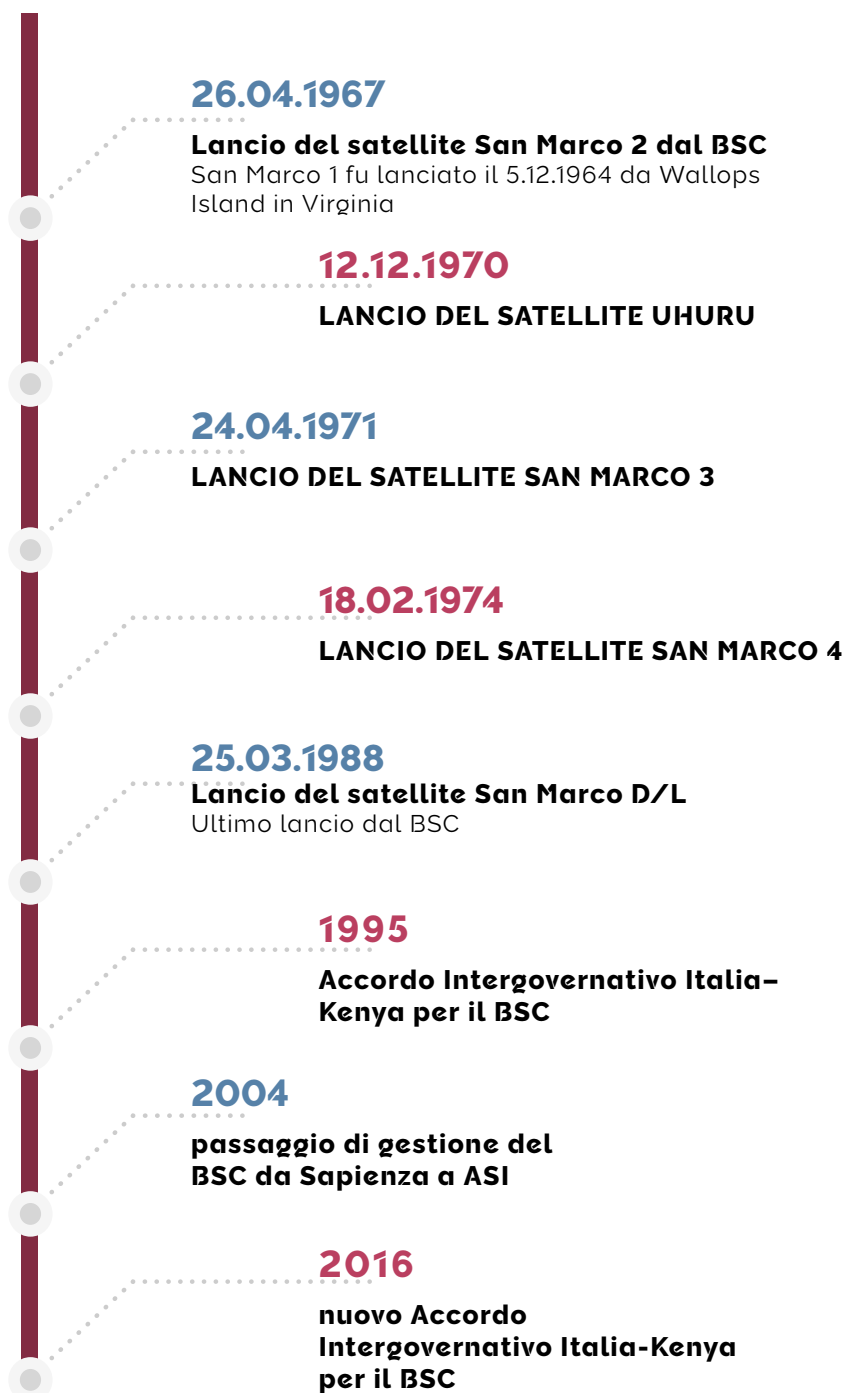 26.04.1967
Lancio del satellite San Marco 2 dal BSC
San Marco 1 fu lanciato il 5.12.1964 da Wallops
Island in Virginia
12.12.1970
LANCIO DEL SATELLITE UHURU
24.04.1971
LANCIO DEL SATELLITE SAN MARCO 3
18.02.1974
LANCIO DEL SATELLITE SAN MARCO 4
25.03.1988
Lancio del satellite San Marco D/L
Ultimo lancio dal BSC
1995
Accordo Intergovernativo Italia–
Kenya per il BSC
2004
passaggio di gestione del
BSC da Sapienza a ASI
2016
nuovo Accordo
Intergovernativo Italia-Kenya
per il BSC